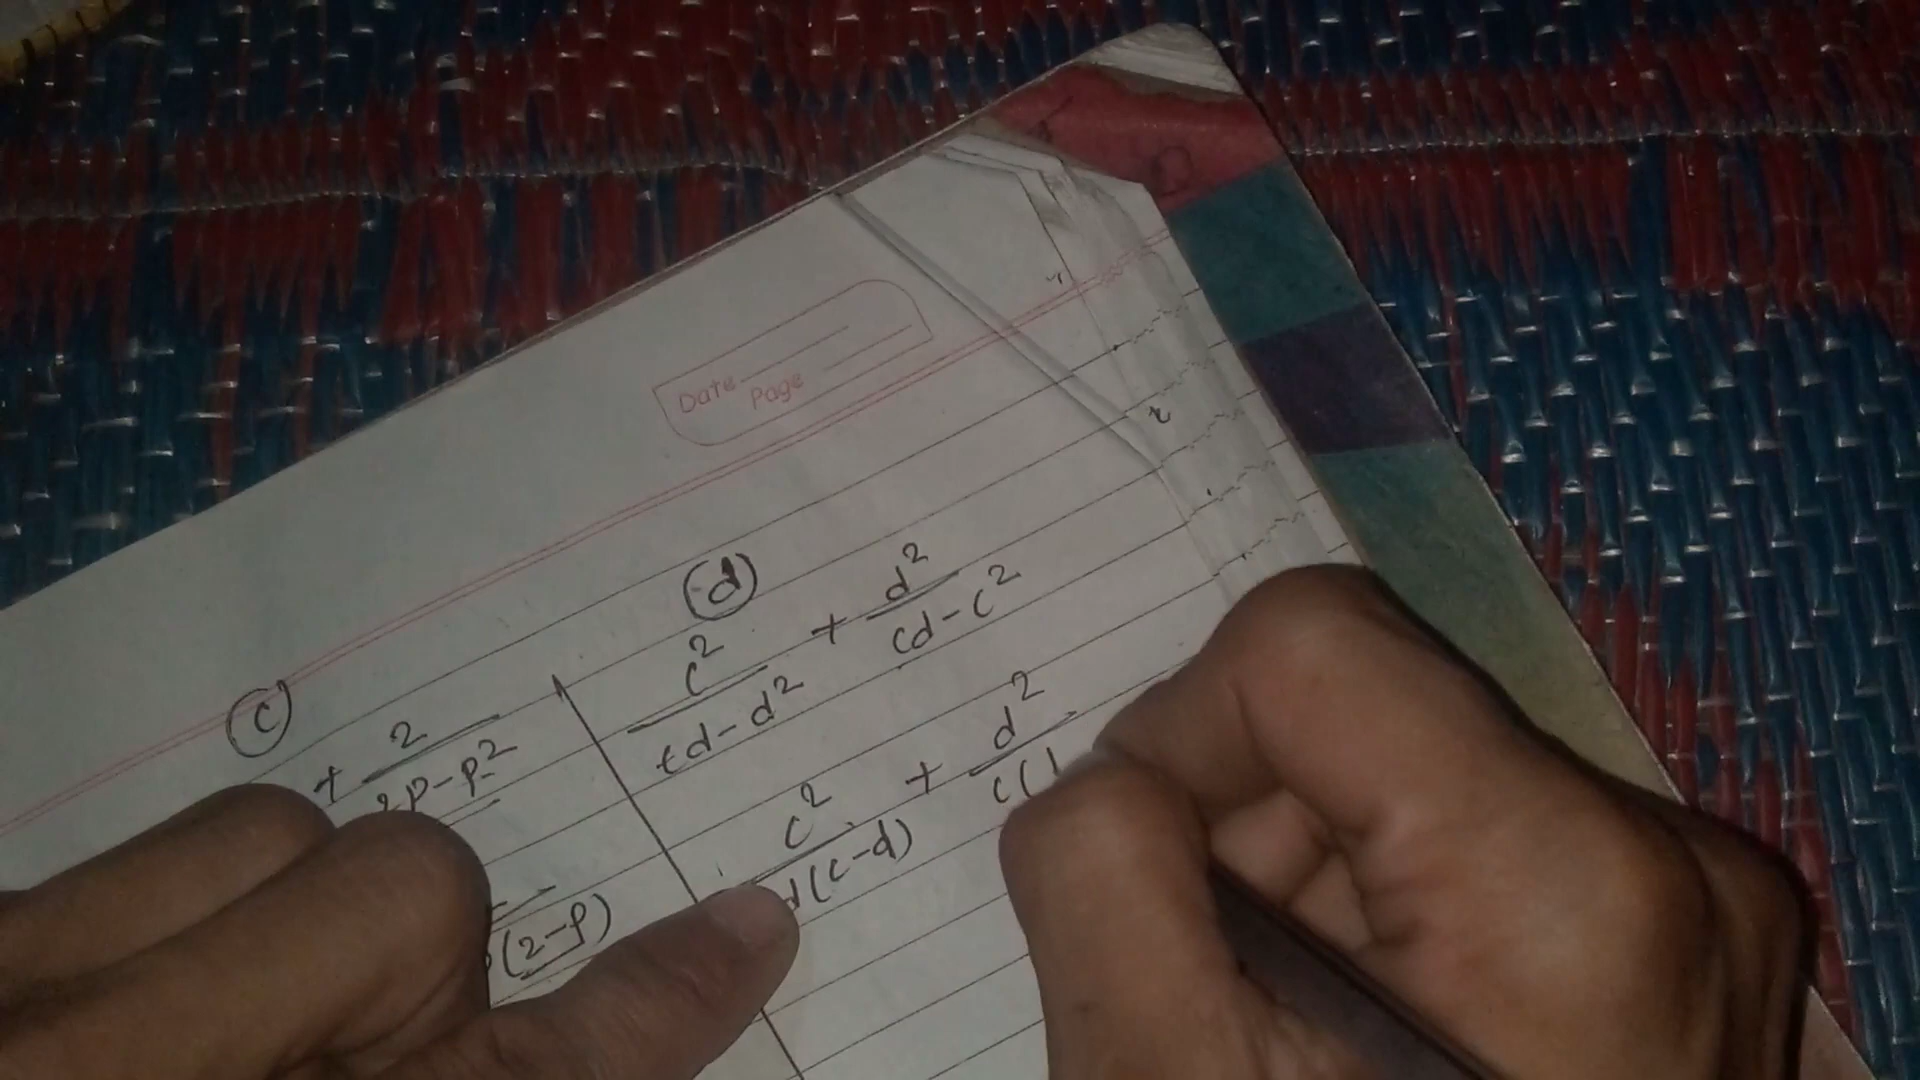 Date
Page
(c)
+ 2/(2p-p²)
(2-p)
(d)
c²/(cd-d²) + d²/(cd-c²)
c²/(d(c-d)) + d²/(c(